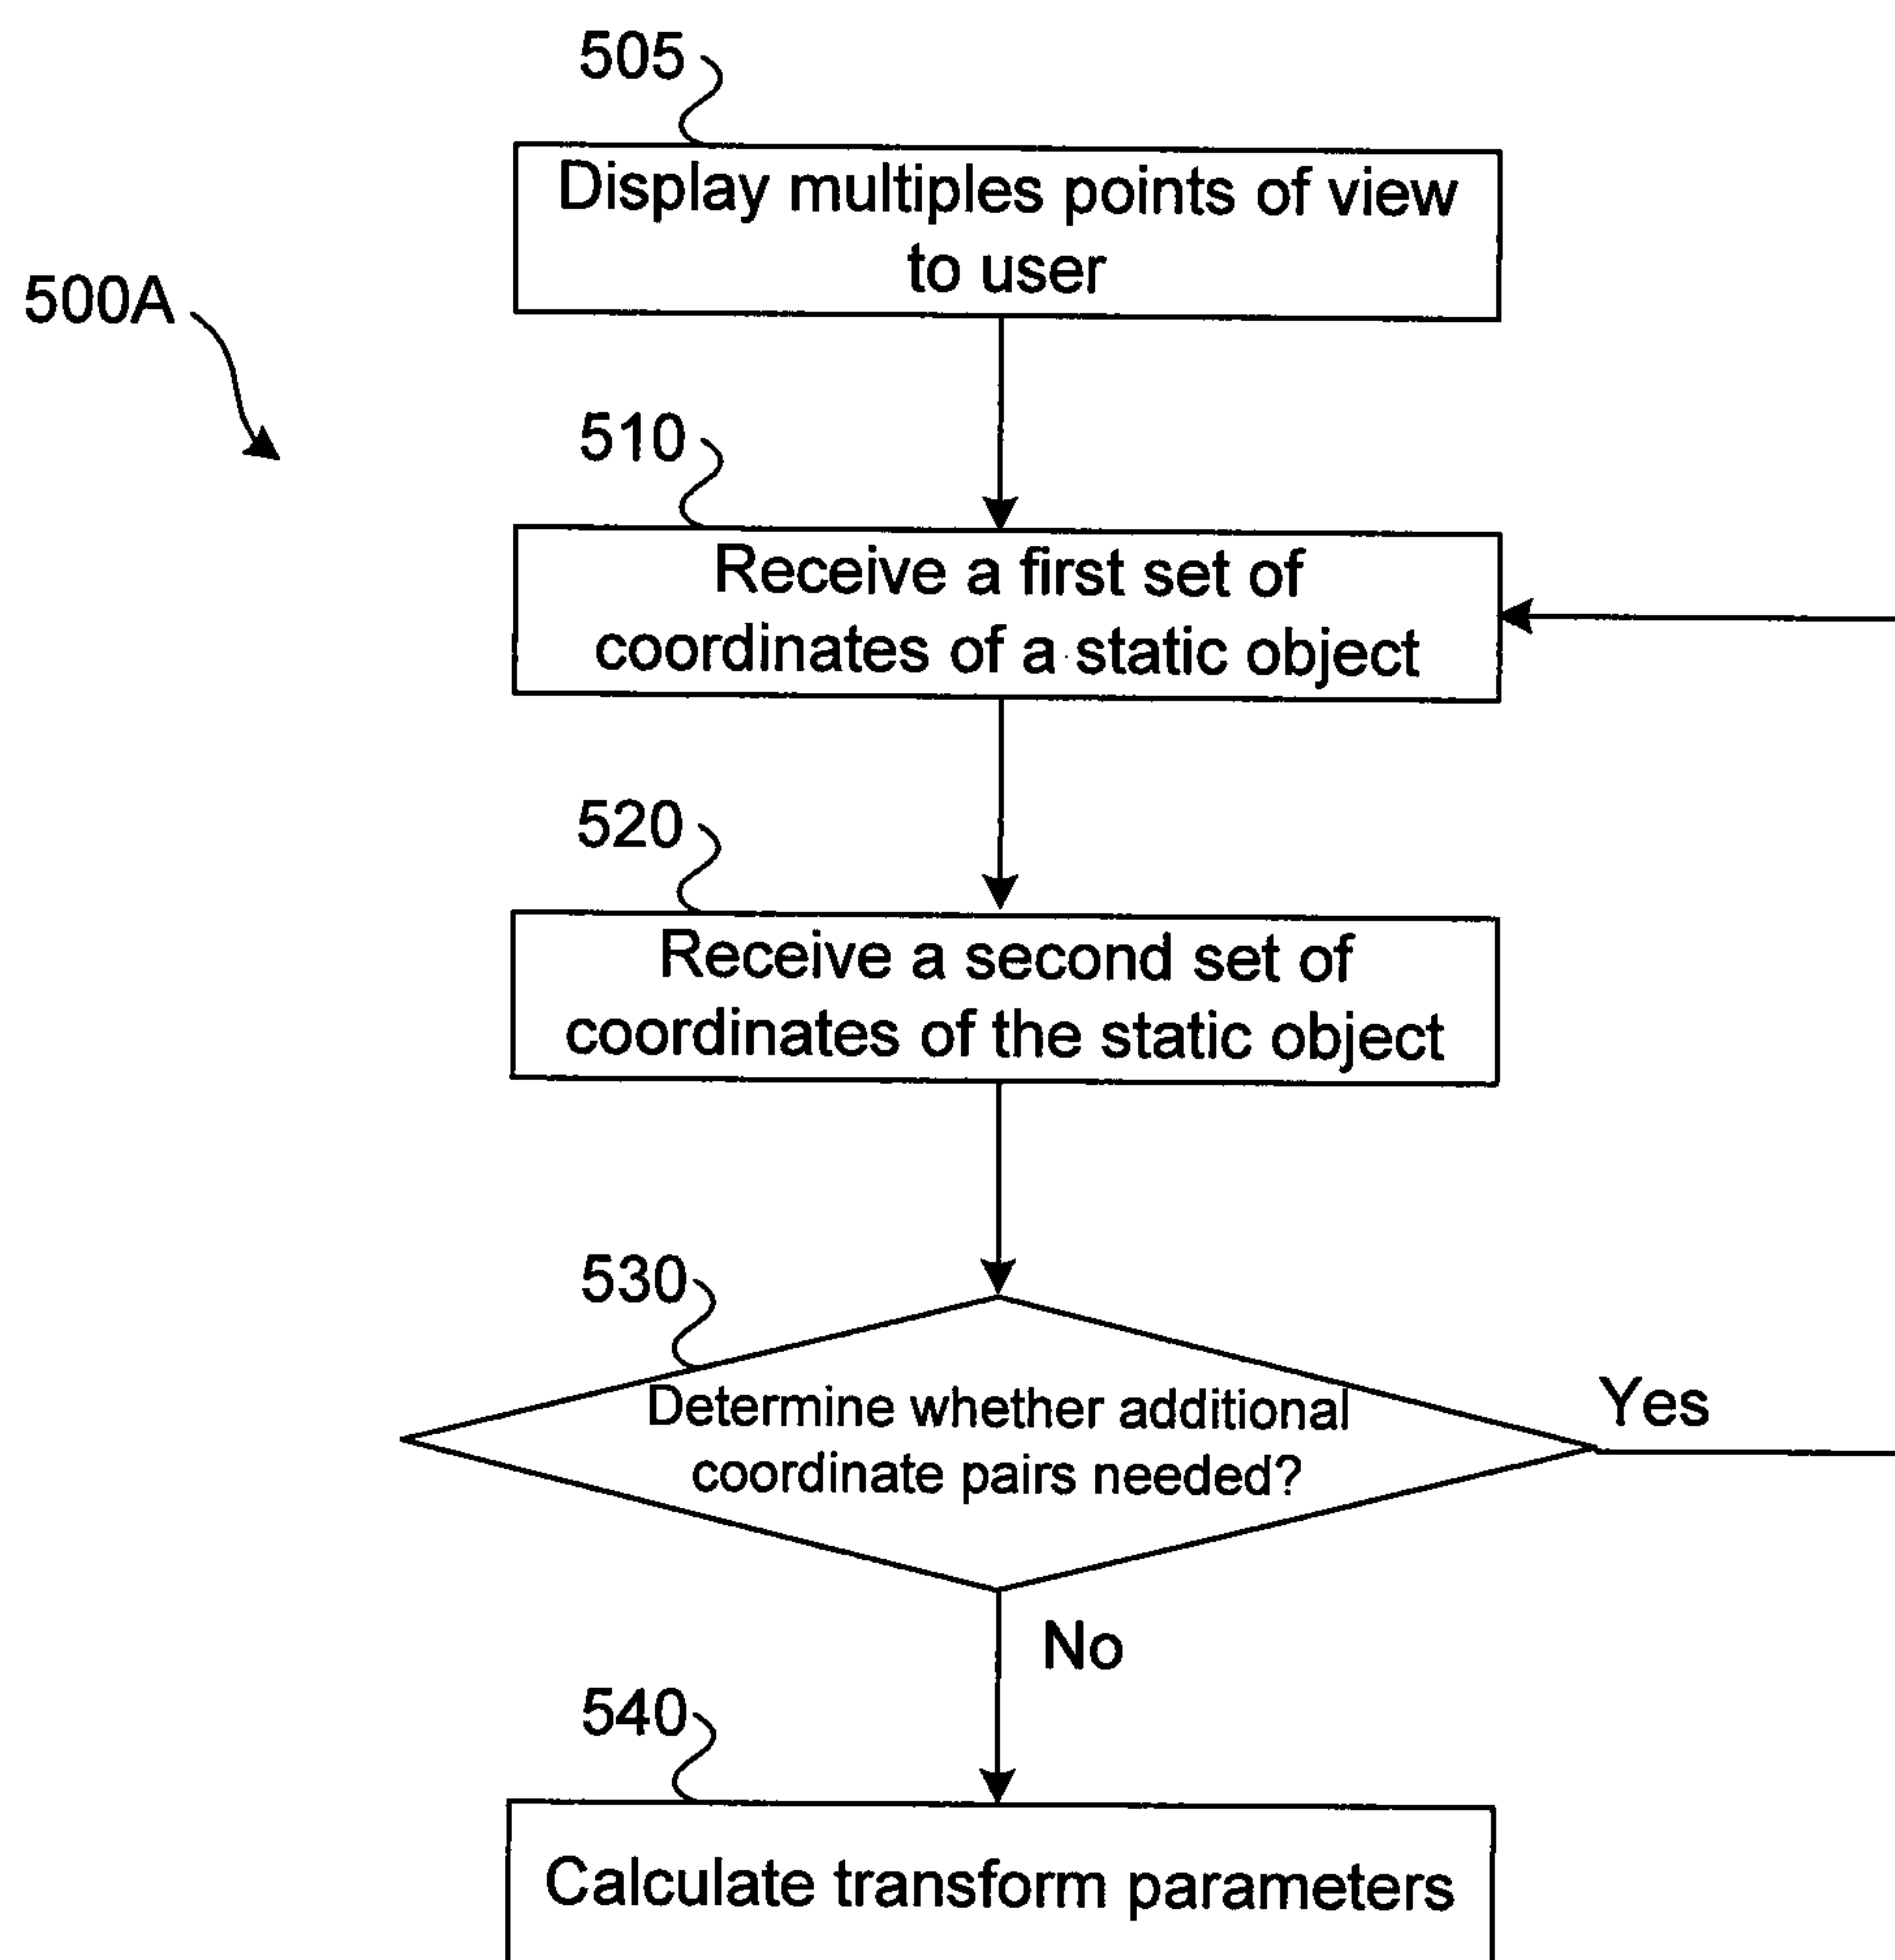 505
Display multiples points of view
to user
500A
510
Receive a first set of
coordinates of a static object
520
Receive a second set of
coordinates of the static object
530
Determine whether additional
coordinate pairs needed?
Yes
No
540
Calculate transform parameters